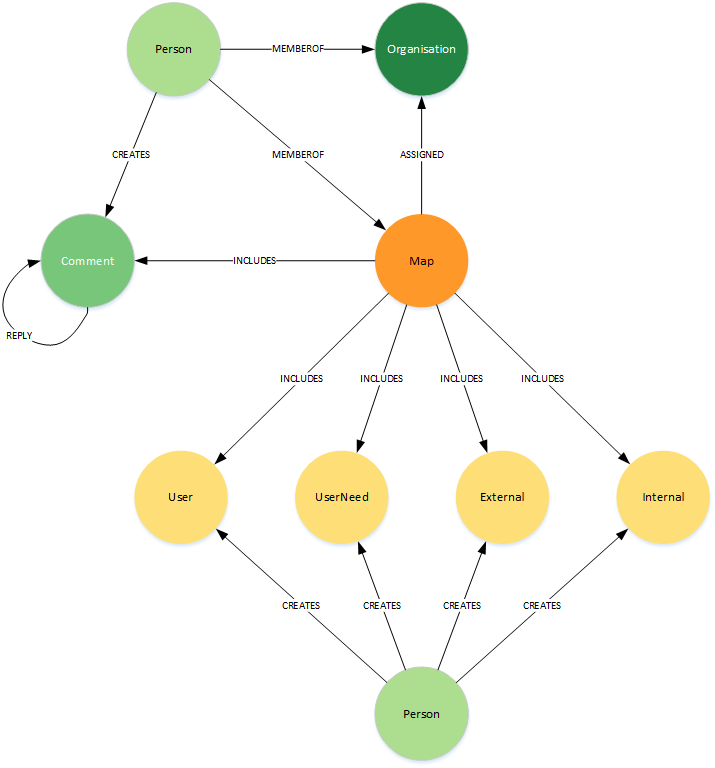 Person
MEMBEROF
Organisation
CREATES
MEMBEROF
ASSIGNED
Comment
INCLUDES
Map
REPLY
INCLUDES
INCLUDES
INCLUDES
INCLUDES
User
UserNeed
External
Internal
CREATES
CREATES
CREATES
CREATES
Person